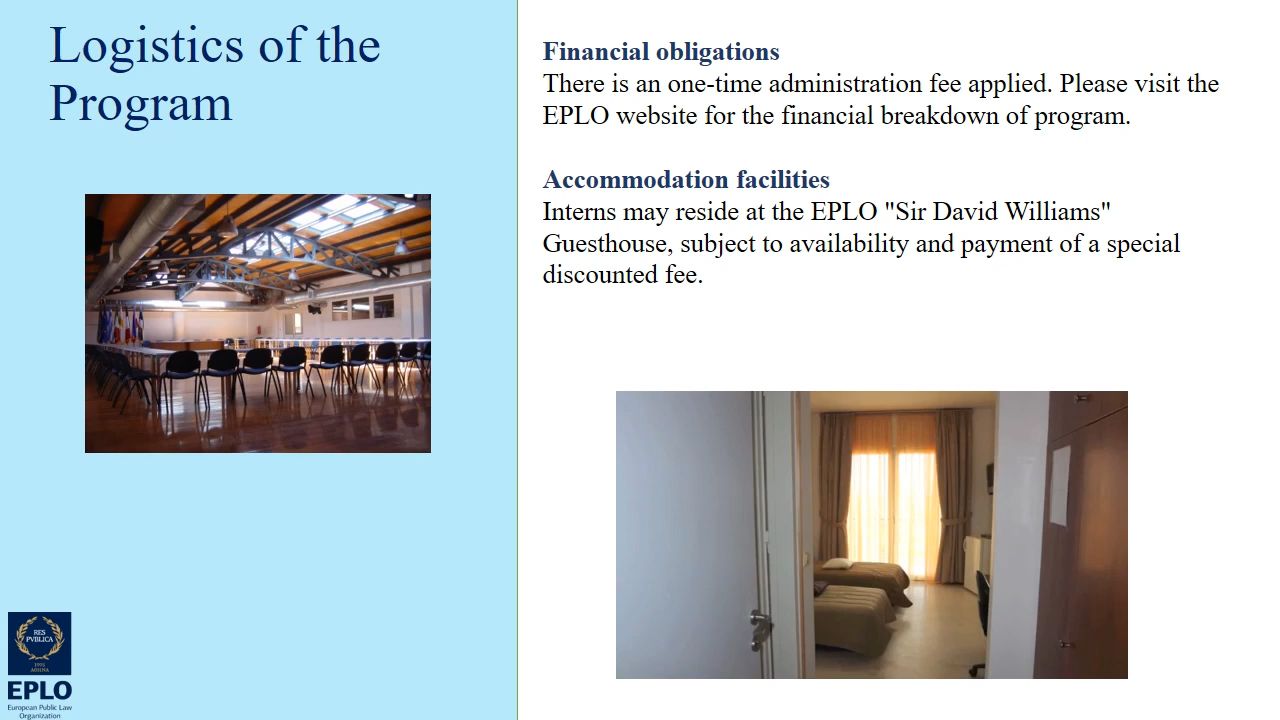 Logistics of the
Program
Financial obligations
There is an one-time administration fee applied. Please visit the
EPLO website for the financial breakdown of program.
Accommodation facilities
Interns may reside at the EPLO "Sir David Williams"
Guesthouse, subject to availability and payment of a special
discounted fee.
RES
PVBLICA
1995
ATHINA
EPLO
European Public Law
Organization